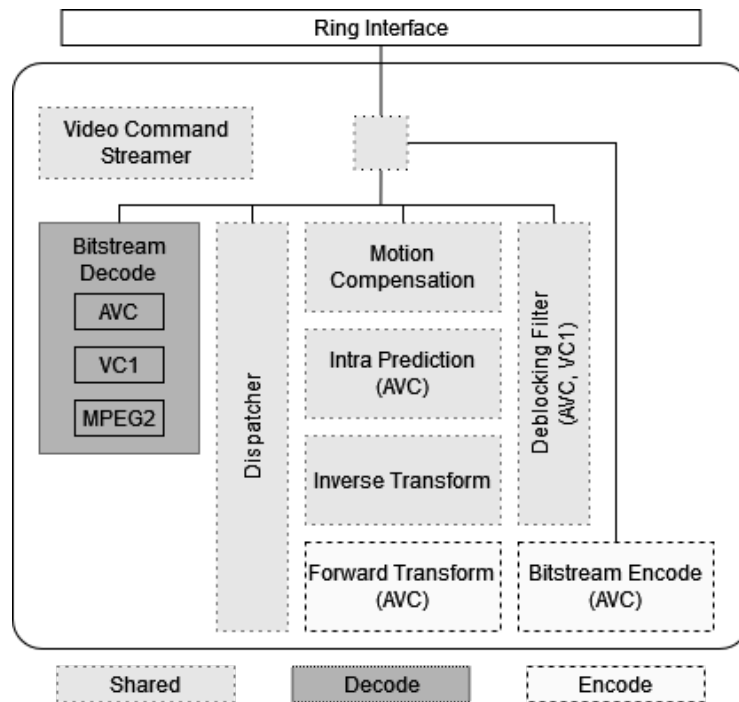 Ring Interface
Video Command
Streamer
Bitstream
Decode
AVC
VC1
MPEG2
Dispatcher
Motion
Compensation
Intra Prediction
(AVC)
Inverse Transform
Forward Transform
(AVC)
Deblocking Filter
(AVC, VC1)
Bitstream Encode
(AVC)
Shared
Decode
Encode